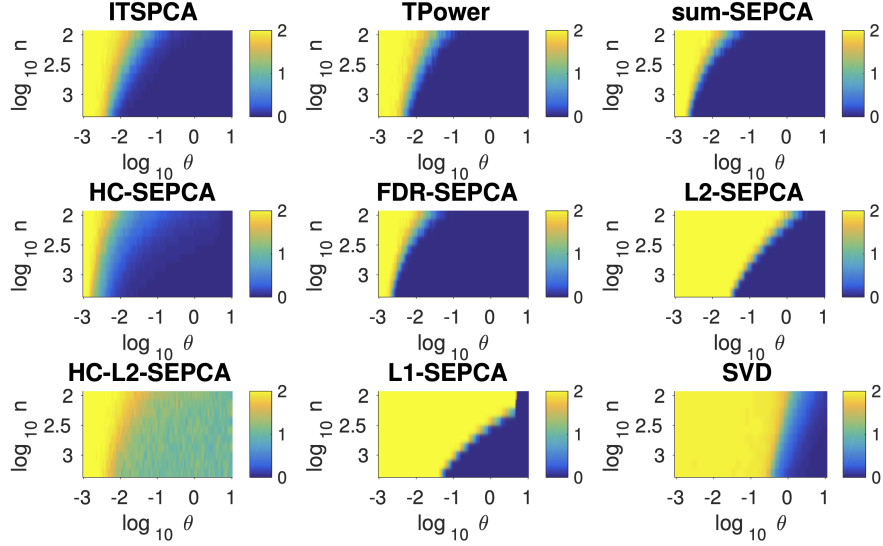 ITSPCA
TPower
sum-SEPCA
log 10 n
2
2.5
3
-3 -2 -1 0 1
log 10 θ
2
1
0
log 10 n
2
2.5
3
-3 -2 -1 0 1
log 10 θ
2
1
0
log 10 n
2
2.5
3
-3 -2 -1 0 1
log 10 θ
2
1
0
HC-SEPCA
FDR-SEPCA
L2-SEPCA
log 10 n
2
2.5
3
-3 -2 -1 0 1
log 10 θ
2
1
0
log 10 n
2
2.5
3
-3 -2 -1 0 1
log 10 θ
2
1
0
log 10 n
2
2.5
3
-3 -2 -1 0 1
log 10 θ
2
1
0
HC-L2-SEPCA
L1-SEPCA
SVD
log 10 n
2
2.5
3
-3 -2 -1 0 1
log 10 θ
2
1
0
log 10 n
2
2.5
3
-3 -2 -1 0 1
log 10 θ
2
1
0
log 10 n
2
2.5
3
-3 -2 -1 0 1
log 10 θ
2
1
0